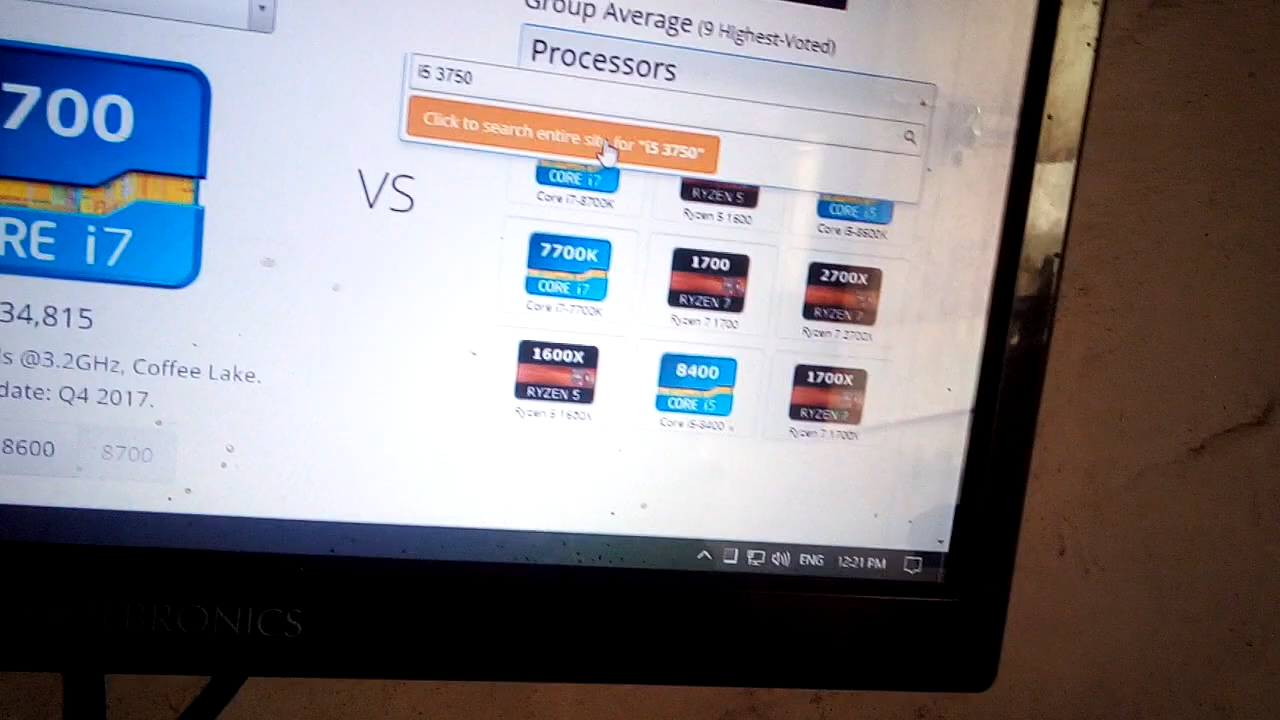 Group Average (9 Highest-Voted)
Processors
i5 3750
Click to search entire site for "i5 3750"
700
CORE i7
VS
CORE i7
Core i7-8700K
RYZEN 5
Ryzen 5 1600
CORE i5
Core i5-8600K
7700K
CORE i7
Core i7-7700K
1700
RYZEN 7
Ryzen 7 1700
2700X
RYZEN 7
Ryzen 7 2700X
RE i7
34,815
s @3.2GHz, Coffee Lake.
date: Q4 2017.
8600
8700
1600X
RYZEN 5
Ryzen 5 1600X
8400
CORE i5
Core i5-8400
1700X
RYZEN 7
Ryzen 7 1700X
ENG 12:21 PM
BRONICS